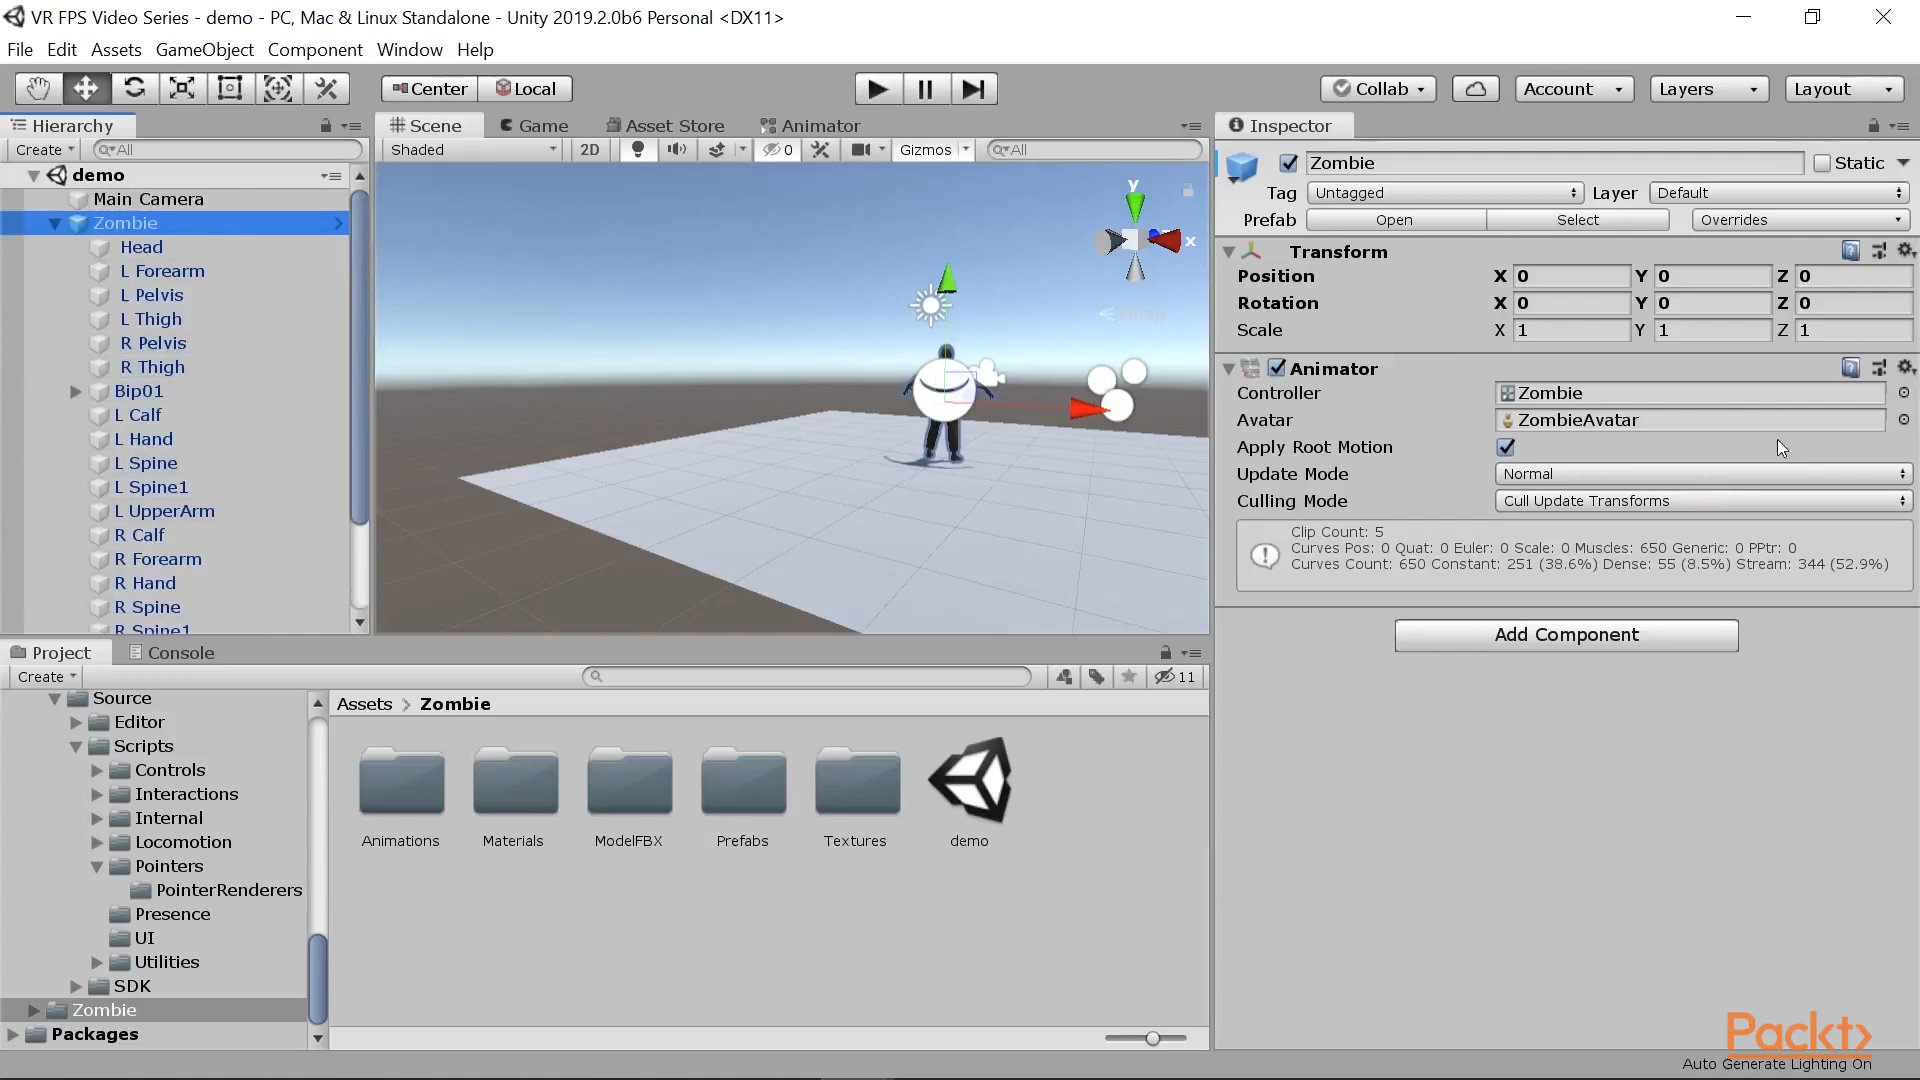 VR FPS Video Series - demo - PC, Mac & Linux Standalone - Unity 2019.2.0b6 Personal <DX11>
File Edit Assets GameObject Component Window Help
Center Local Collab Account Layers Layout
Hierarchy
Create All
demo
Main Camera
Zombie
Head
L Forearm
L Pelvis
L Thigh
R Pelvis
R Thigh
Bip01
L Calf
L Hand
L Spine
L Spine1
L UpperArm
R Calf
R Forearm
R Hand
R Spine
R Spine1
Scene Game Asset Store Animator
Shaded 2D 0 Gizmos All
y
x
Persp
Inspector
Zombie Static
Tag Untagged Layer Default
Prefab Open Select Overrides
Transform
Position X 0 Y 0 Z 0
Rotation X 0 Y 0 Z 0
Scale X 1 Y 1 Z 1
Animator
Controller Zombie
Avatar ZombieAvatar
Apply Root Motion
Update Mode Normal
Culling Mode Cull Update Transforms
Clip Count: 5
Curves Pos: 0 Quat: 0 Euler: 0 Scale: 0 Muscles: 650 Generic: 0 PPtr: 0
Curves Count: 650 Constant: 251 (38.6%) Dense: 55 (8.5%) Stream: 344 (52.9%)
Add Component
Project Console
Create 11
Source
Editor
Scripts
Controls
Interactions
Internal
Locomotion
Pointers
PointerRenderers
Presence
UI
Utilities
SDK
Zombie
Packages
Assets > Zombie
Animations Materials ModelFBX Prefabs Textures demo
Packt>
Auto Generate Lighting On